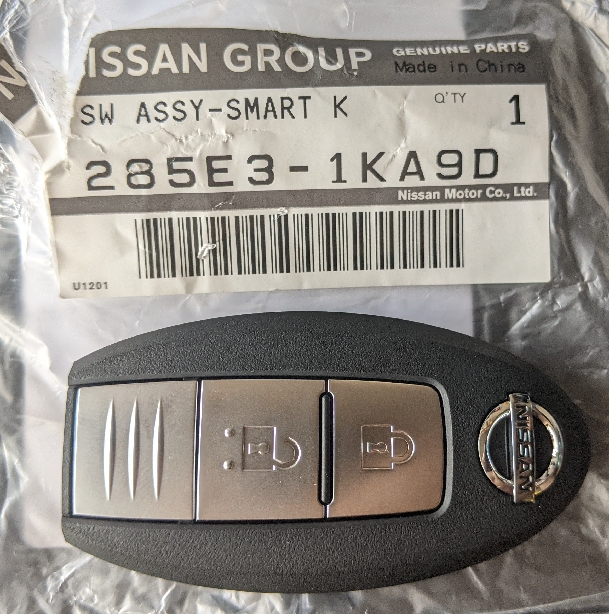 NISSAN GROUP
GENUINE PARTS
Made in China
SW ASSY-SMART K
Q'TY 1
285E3-1KA9D
Nissan Motor Co., Ltd.
U1201
NISSAN